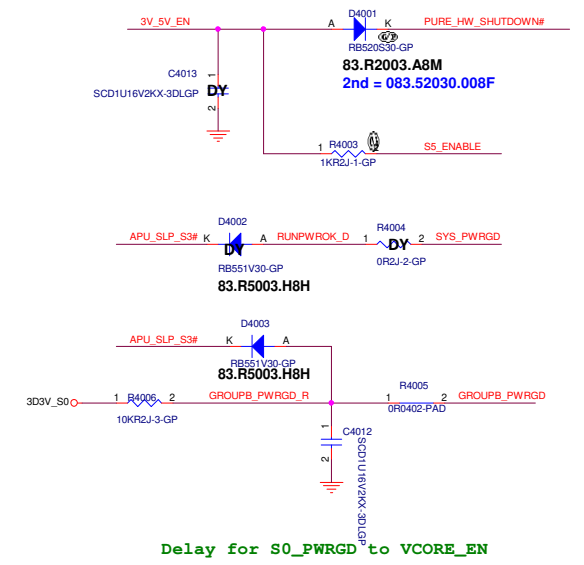 D4001
3V_5V_EN A K PURE_HW_SHUTDOWN#
RB520S30-GP
83.R2003.A8M
2nd = 083.52030.008F
C4013 1
DY
SCD1U16V2KX-3DLGP
2
R4003
1 S5_ENABLE
1KR2J-1-GP
D4002
APU_SLP_S3# K A RUNPWROK_D 1 R4004 2 SYS_PWRGD
DY DY
RB551V30-GP 0R2J-2-GP
83.R5003.H8H
D4003
APU_SLP_S3# K A
RB551V30-GP
83.R5003.H8H
3D3V_S0 1 R4006 2 GROUPB_PWRGD_R 1 R4005 2 GROUPB_PWRGD
10KR2J-3-GP 0R0402-PAD
1 C4012
2 SCD1U16V2KX-3DLGP
Delay for S0_PWRGD to VCORE_EN